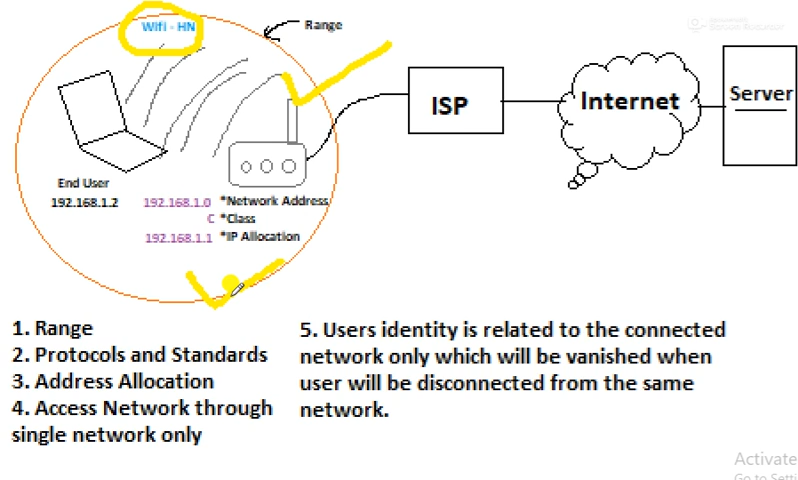 Wifi - HN
Range
ISP
Internet
Server
End User
192.168.1.2
192.168.1.0 *Network Address
C *Class
192.168.1.1 *IP Allocation
1. Range
2. Protocols and Standards
3. Address Allocation
4. Access Network through
single network only
5. Users identity is related to the connected
network only which will be vanished when
user will be disconnected from the same
network.
Activate
Go to Setti